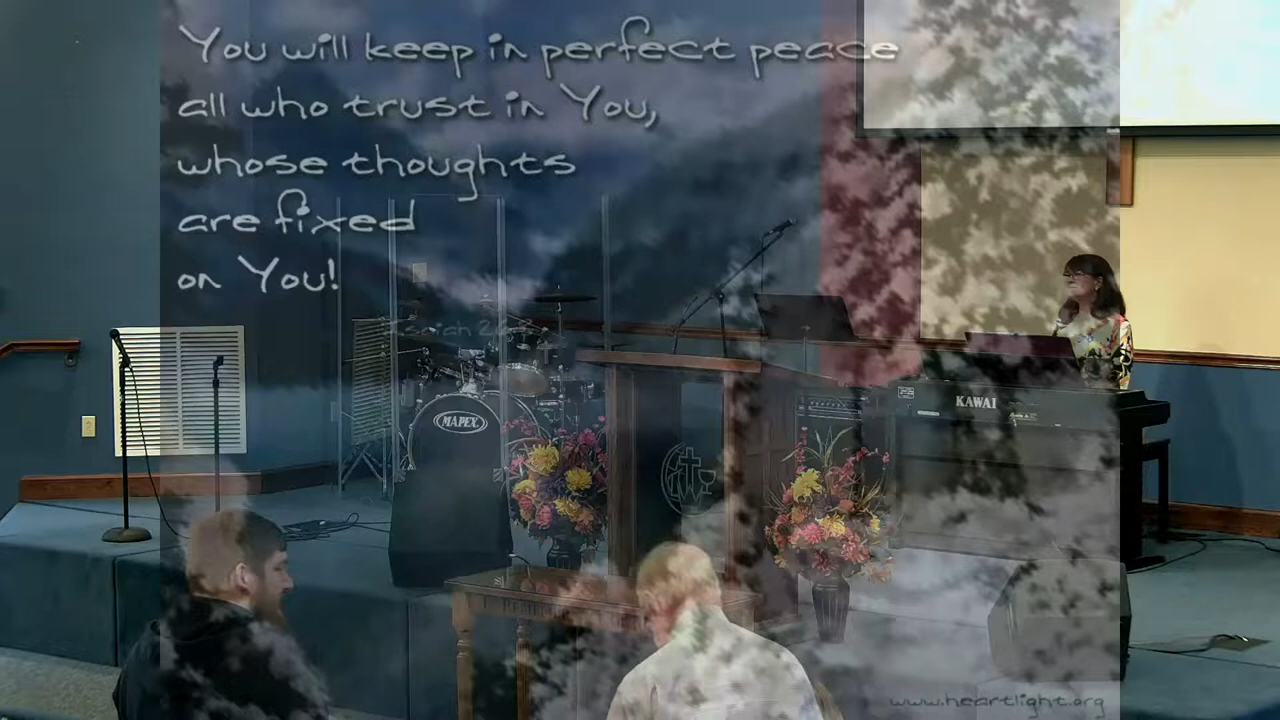 You will keep in perfect peace
all who trust in You,
whose thoughts
are fixed
on You!
MAPEX
KAWAI
www.heartlight.org